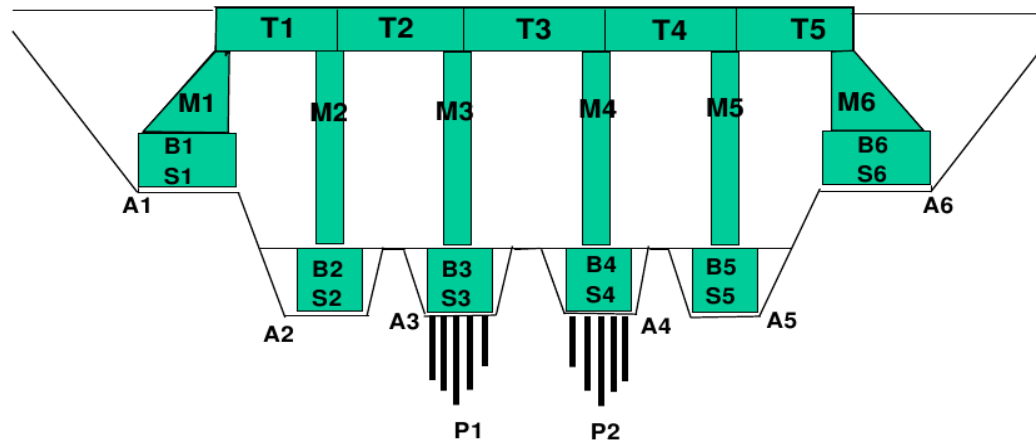 T1 T2 T3 T4 T5
M1 M2 M3 M4 M5 M6
B1 B6
S1 S6
A1 A6
B2 B3 B4 B5
S2 S3 S4 S5
A2 A3 A4 A5
P1 P2